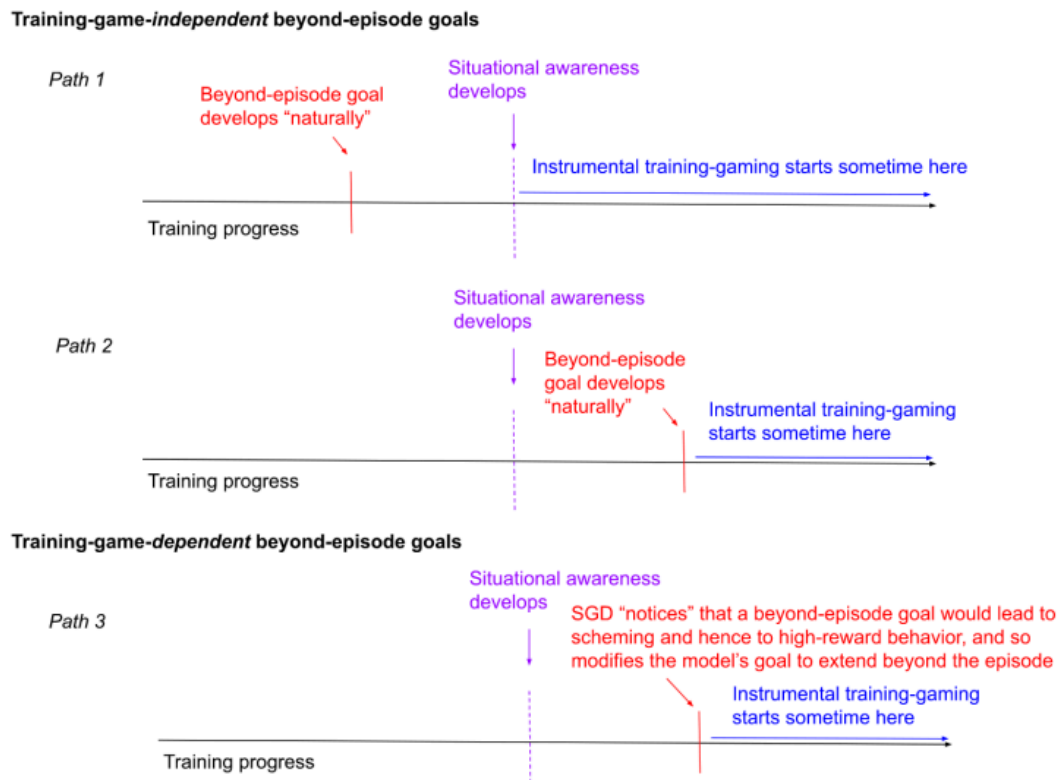 Training-game-independent beyond-episode goals
Path 1
Situational awareness
develops
Beyond-episode goal
develops “naturally”
Instrumental training-gaming starts sometime here
Training progress
Situational awareness
develops
Path 2
Beyond-episode
goal develops
“naturally”
Instrumental training-gaming
starts sometime here
Training progress
Training-game-dependent beyond-episode goals
Situational awareness
develops
Path 3
SGD “notices” that a beyond-episode goal would lead to
scheming and hence to high-reward behavior, and so
modifies the model’s goal to extend beyond the episode
Instrumental training-gaming
starts sometime here
Training progress